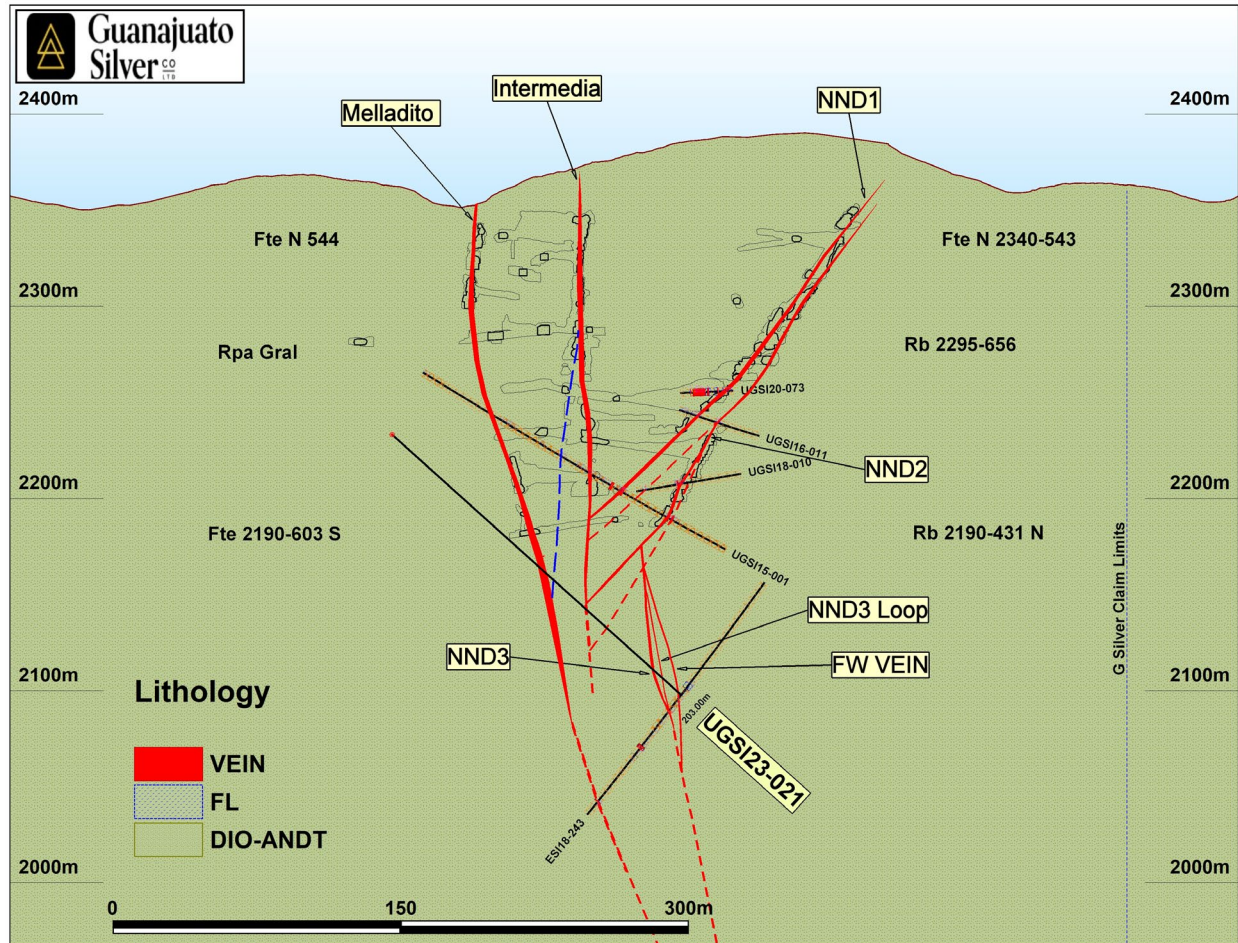 Guanajuato
Silver CO
LTD
2400m
2400m
Melladito
Intermedia
NND1
Fte N 544
Fte N 2340-543
2300m
2300m
Rpa Gral
Rb 2295-656
UGSI20-073
UGSI16-011
NND2
UGSI18-010
2200m
2200m
Fte 2190-603 S
Rb 2190-431 N
UGSI15-001
G Silver Claim Limits
NND3 Loop
NND3
FW VEIN
2100m
2100m
203.00m
UGSI23-021
Lithology
VEIN
FL
DIO-ANDT
ESI18-243
2000m
2000m
0
150
300m